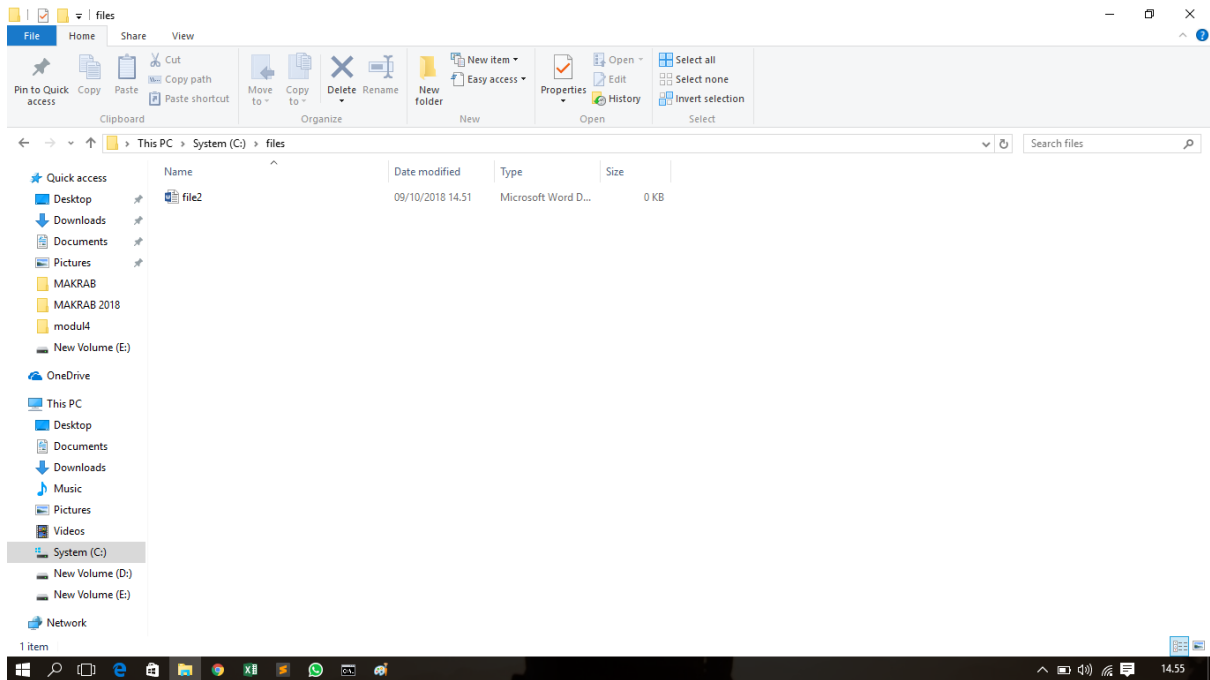 files
File Home Share View
Pin to Quick access
Copy
Paste
Cut
Copy path
Paste shortcut
Clipboard
Move to
Copy to
Delete
Rename
Organize
New folder
New item
Easy access
New
Properties
Open
Edit
History
Open
Select all
Select none
Invert selection
Select
This PC > System (C:) > files
Search files
Name Date modified Type Size
file2 09/10/2018 14.51 Microsoft Word D... 0 KB
Quick access
Desktop
Downloads
Documents
Pictures
MAKRAB
MAKRAB 2018
modul4
New Volume (E:)
OneDrive
This PC
Desktop
Documents
Downloads
Music
Pictures
Videos
System (C:)
New Volume (D:)
New Volume (E:)
Network
1 item
14.55